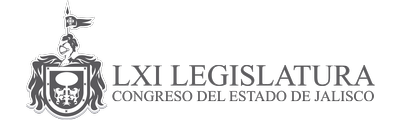 LXI LEGISLATURA
CONGRESO DEL ESTADO DE JALISCO